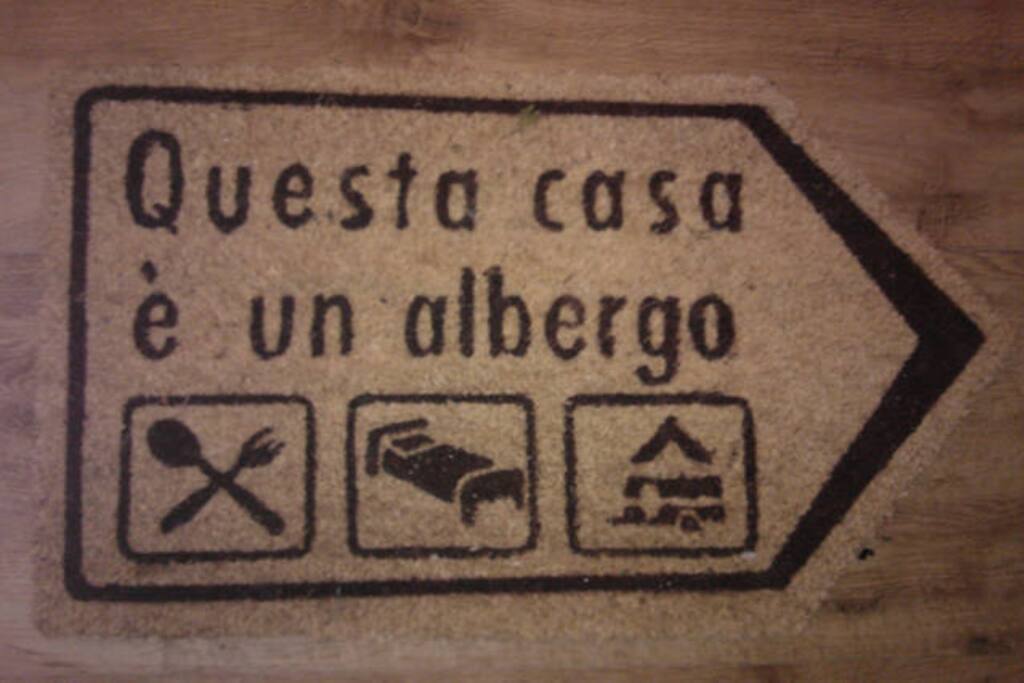 Questa casa
è un albergo